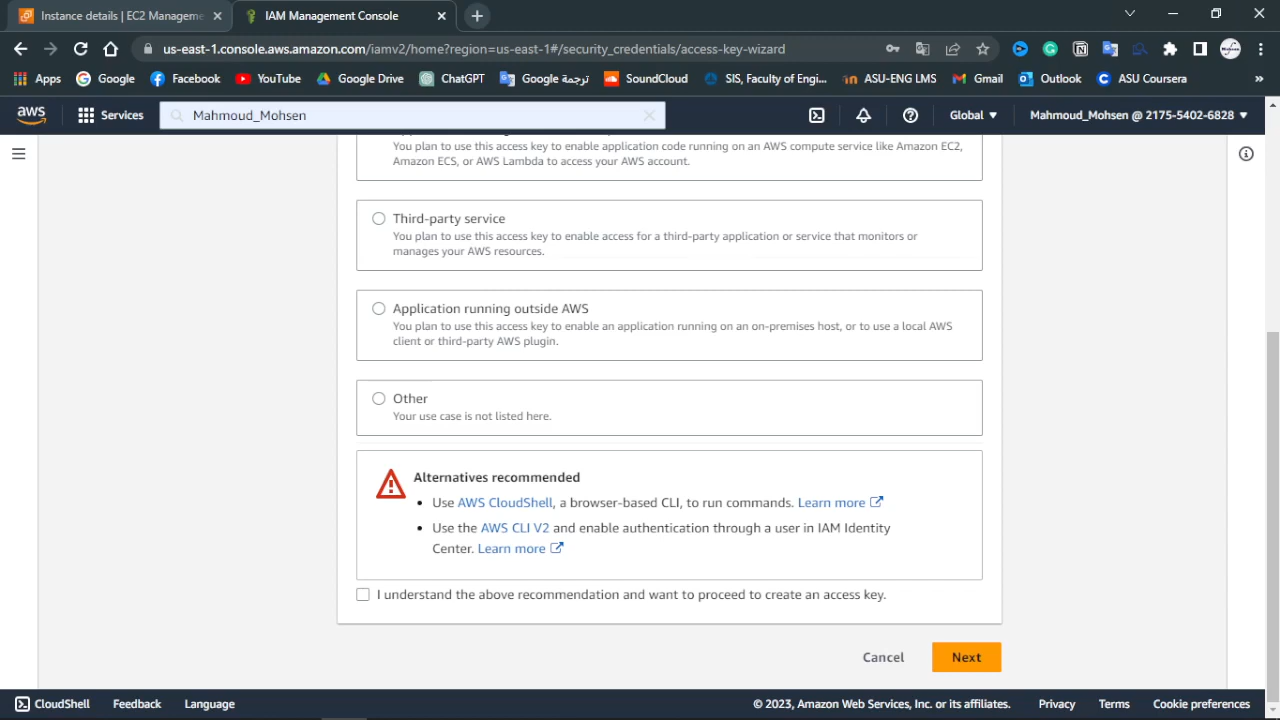 Instance details | EC2 Manageme
IAM Management Console
us-east-1.console.aws.amazon.com/iamv2/home?region=us-east-1#/security_credentials/access-key-wizard
Apps
Google
Facebook
YouTube
Google Drive
ChatGPT
ترجمة Google
SoundCloud
SIS, Faculty of Engi...
ASU-ENG LMS
Gmail
Outlook
ASU Coursera
»
aws
Services
Mahmoud_Mohsen
Global
Mahmoud_Mohsen @ 2175-5402-6828
You plan to use this access key to enable application code running on an AWS compute service like Amazon EC2,
Amazon ECS, or AWS Lambda to access your AWS account.
Third-party service
You plan to use this access key to enable access for a third-party application or service that monitors or
manages your AWS resources.
Application running outside AWS
You plan to use this access key to enable an application running on an on-premises host, or to use a local AWS
client or third-party AWS plugin.
Other
Your use case is not listed here.
Alternatives recommended
• Use AWS CloudShell, a browser-based CLI, to run commands. Learn more
• Use the AWS CLI V2 and enable authentication through a user in IAM Identity
Center. Learn more
I understand the above recommendation and want to proceed to create an access key.
Cancel
Next
CloudShell
Feedback
Language
© 2023, Amazon Web Services, Inc. or its affiliates.
Privacy
Terms
Cookie preferences